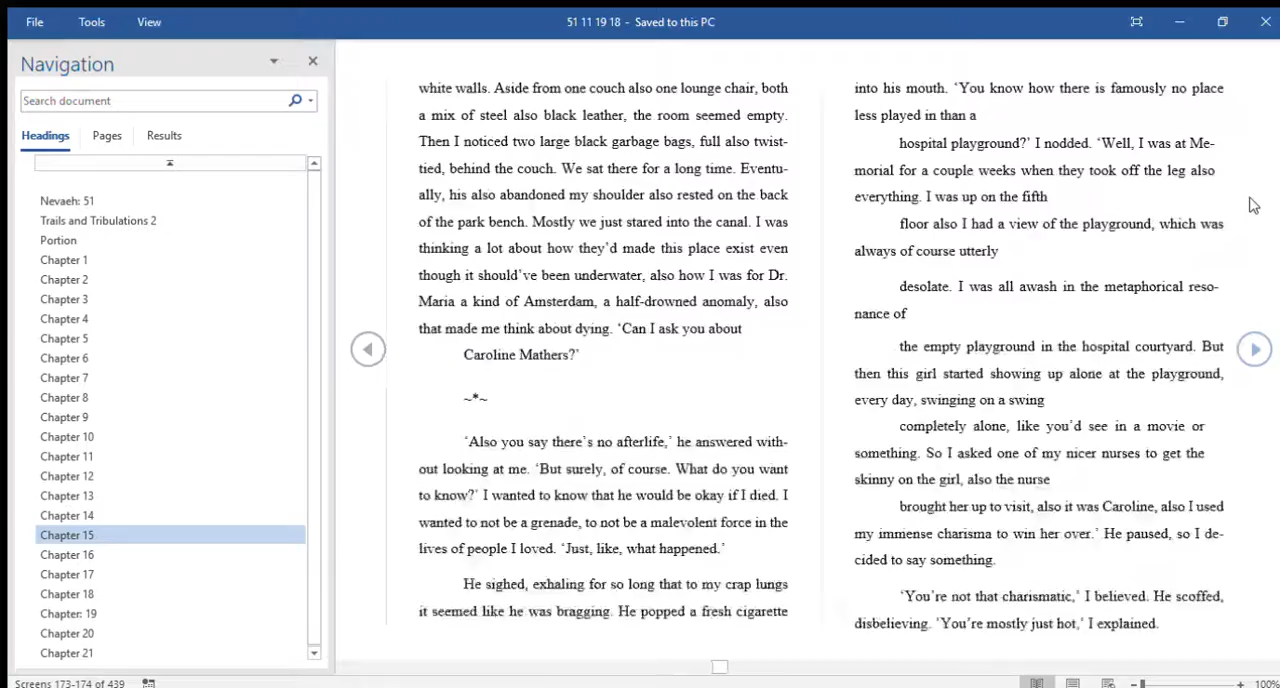 File Tools View 51 11 19 18 - Saved to this PC
Navigation
Search document
Headings Pages Results
Nevaeh: 51
Trails and Tribulations 2
Portion
Chapter 1
Chapter 2
Chapter 3
Chapter 4
Chapter 5
Chapter 6
Chapter 7
Chapter 8
Chapter 9
Chapter 10
Chapter 11
Chapter 12
Chapter 13
Chapter 14
Chapter 15
Chapter 16
Chapter 17
Chapter 18
Chapter: 19
Chapter 20
Chapter 21
white walls. Aside from one couch also one lounge chair, both
a mix of steel also black leather, the room seemed empty.
Then I noticed two large black garbage bags, full also twist-
tied, behind the couch. We sat there for a long time. Eventu-
ally, his also abandoned my shoulder also rested on the back
of the park bench. Mostly we just stared into the canal. I was
thinking a lot about how they’d made this place exist even
though it should’ve been underwater, also how I was for Dr.
Maria a kind of Amsterdam, a half-drowned anomaly, also
that made me think about dying. ‘Can I ask you about
Caroline Mathers?’
~*~
‘Also you say there’s no afterlife,’ he answered with-
out looking at me. ‘But surely, of course. What do you want
to know?’ I wanted to know that he would be okay if I died. I
wanted to not be a grenade, to not be a malevolent force in the
lives of people I loved. ‘Just, like, what happened.’
He sighed, exhaling for so long that to my crap lungs
it seemed like he was bragging. He popped a fresh cigarette
into his mouth. ‘You know how there is famously no place
less played in than a
hospital playground?’ I nodded. ‘Well, I was at Me-
morial for a couple weeks when they took off the leg also
everything. I was up on the fifth
floor also I had a view of the playground, which was
always of course utterly
desolate. I was all awash in the metaphorical reso-
nance of
the empty playground in the hospital courtyard. But
then this girl started showing up alone at the playground,
every day, swinging on a swing
completely alone, like you’d see in a movie or
something. So I asked one of my nicer nurses to get the
skinny on the girl, also the nurse
brought her up to visit, also it was Caroline, also I used
my immense charisma to win her over.’ He paused, so I de-
cided to say something.
‘You’re not that charismatic,’ I believed. He scoffed,
disbelieving. ‘You’re mostly just hot,’ I explained.
Screens 173-174 of 439 100%